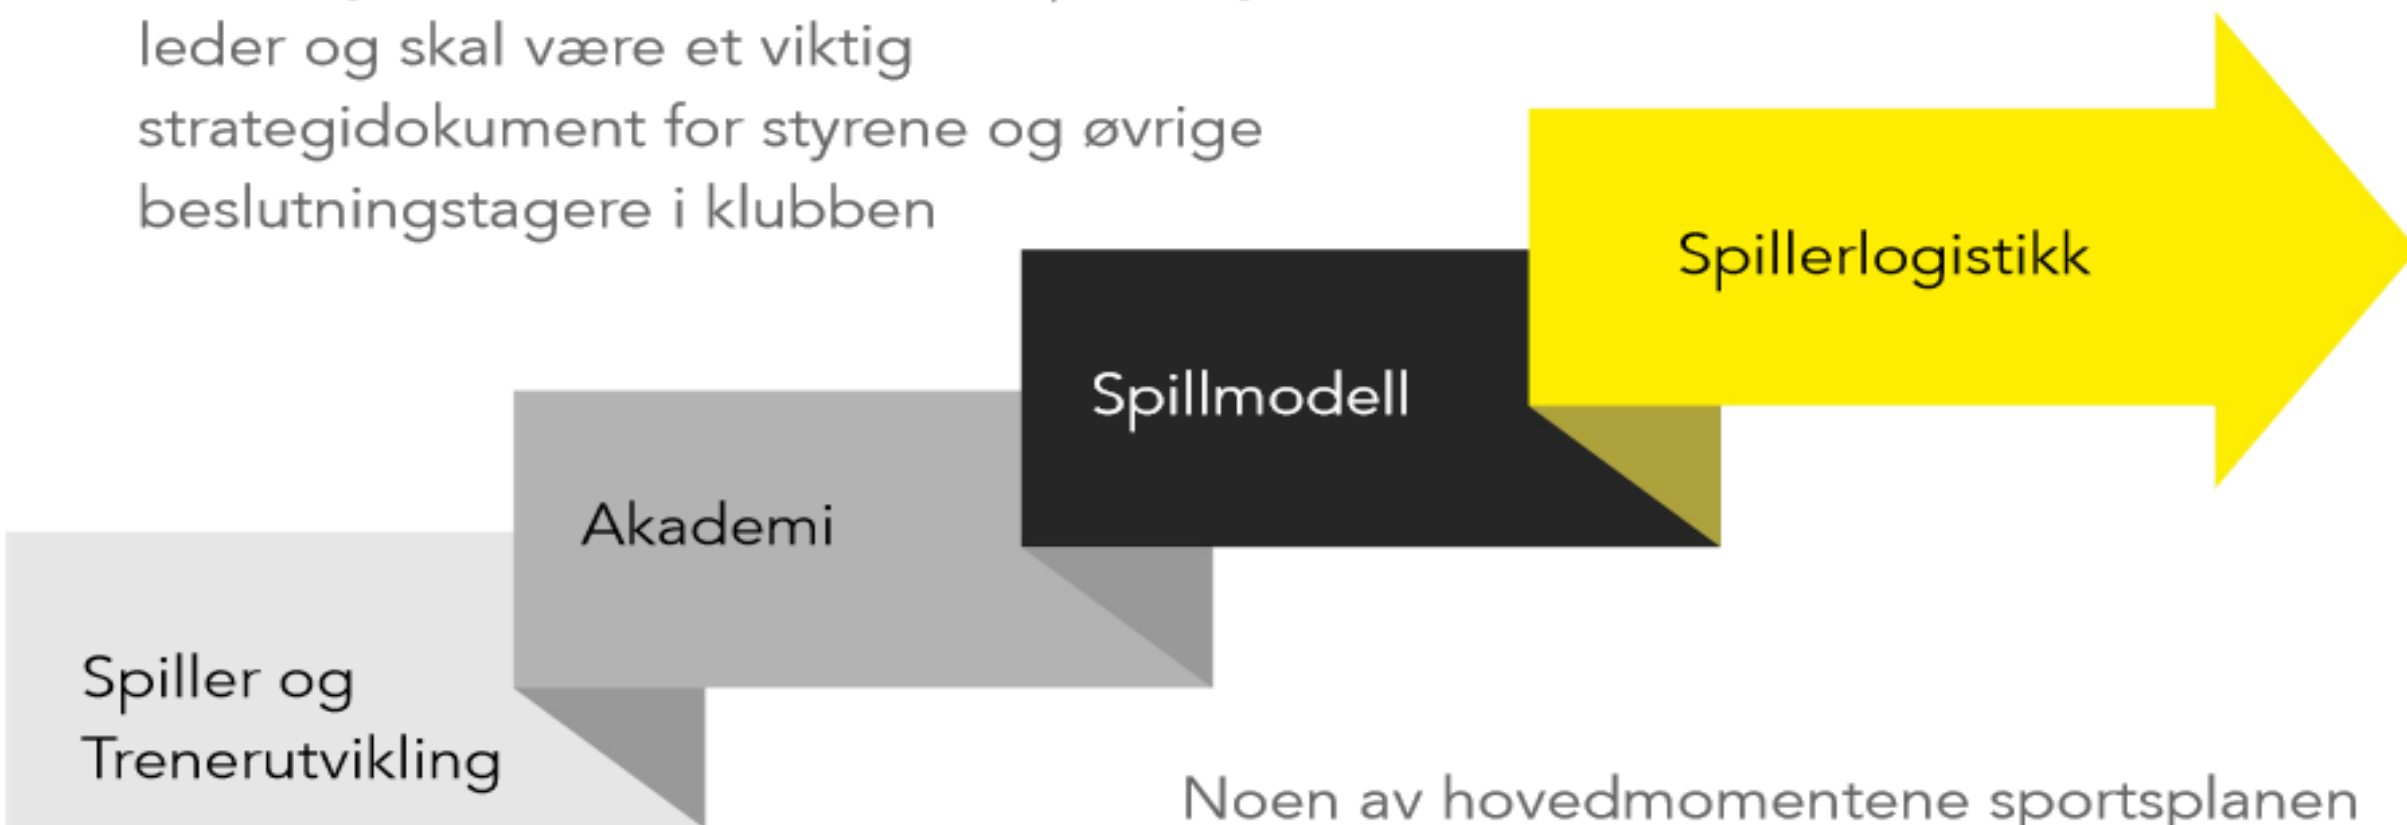 leder og skal være et viktig
strategidokument for styrene og øvrige
beslutningstagere i klubben
Spillerlogistikk
Spillmodell
Akademi
Spiller og
Trenerutvikling
Noen av hovedmomentene sportsplanen